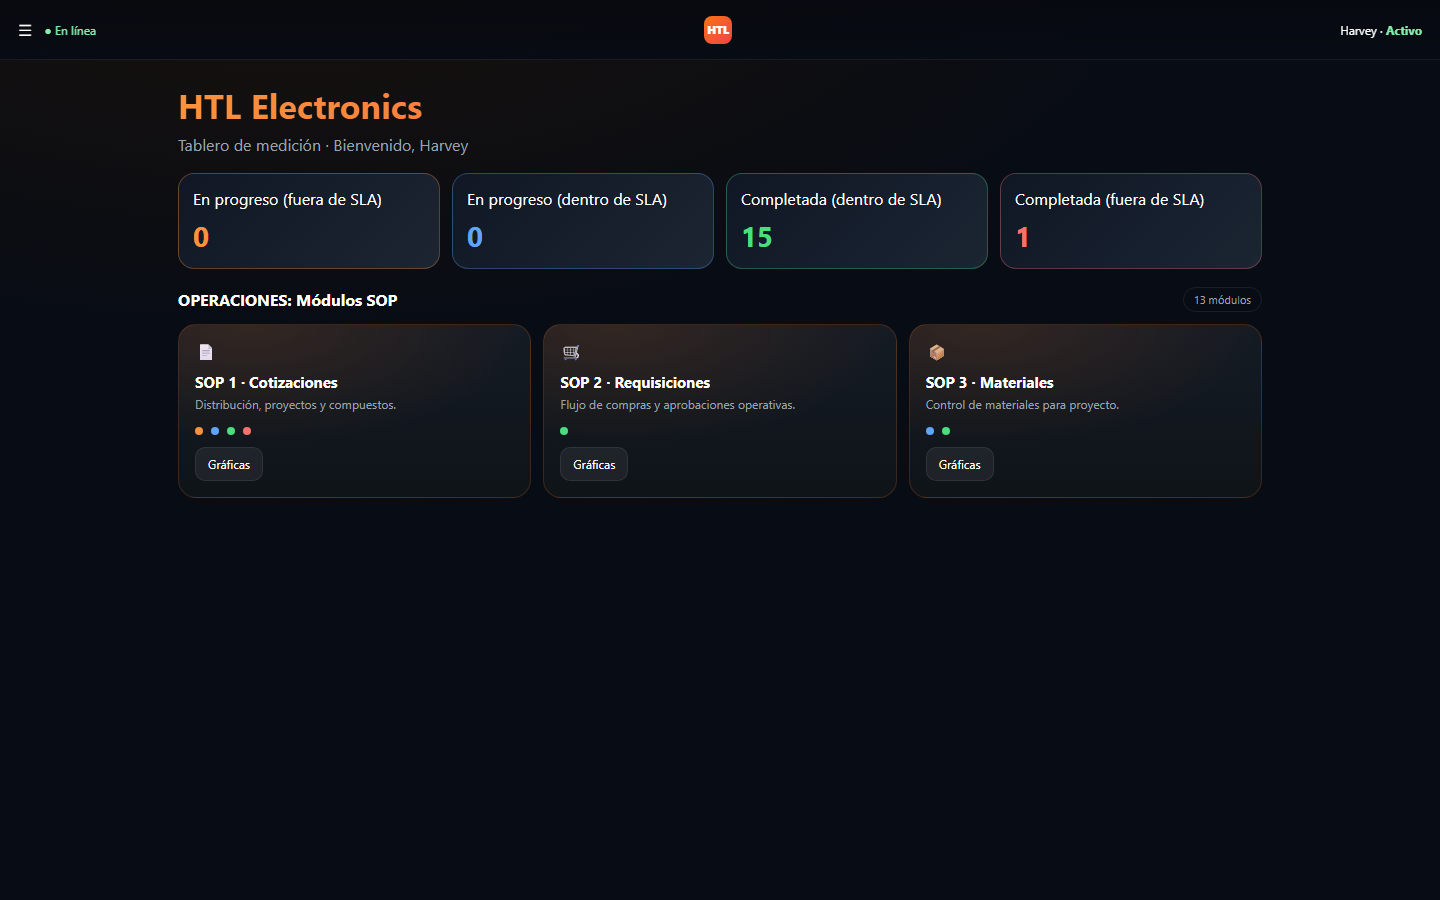 ☰ ● En línea
HTL
Harvey · Activo
HTL Electronics
Tablero de medición · Bienvenido, Harvey
En progreso (fuera de SLA)
0
En progreso (dentro de SLA)
0
Completada (dentro de SLA)
15
Completada (fuera de SLA)
1
OPERACIONES: Módulos SOP
13 módulos
SOP 1 · Cotizaciones
Distribución, proyectos y compuestos.
Gráficas
SOP 2 · Requisiciones
Flujo de compras y aprobaciones operativas.
Gráficas
SOP 3 · Materiales
Control de materiales para proyecto.
Gráficas